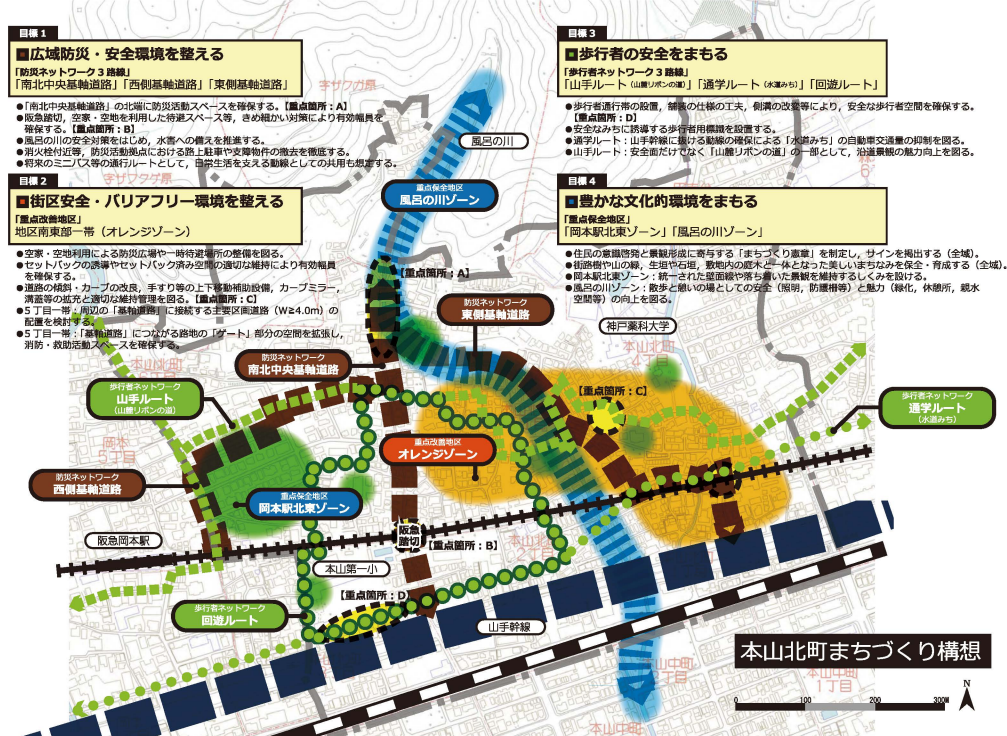 目標1
■広域防災・安全環境を整える
「防災ネットワーク3路線」
「南北中央基軸道路」「西側基軸道路」「東側基軸道路」
●「南北中央基軸道路」の北端に防災活動スペースを確保する。【重点箇所：A】
●阪急踏切，空家・空地を利用した待避スペース等，きめ細かい対策により有効幅員を
確保する。【重点箇所：B】
●風呂の川の安全対策をはじめ，水害への備えを推進する。
●消火栓付近等，防災活動拠点における路上駐車や支障物件の撤去を徹底する。
●将来のミニバス等の通行ルートとして，日常生活を支える動線としての共用も想定する。
目標2
■街区安全・バリアフリー環境を整える
「重点改善地区」
地区南東部一帯（オレンジゾーン）
●空家・空地利用による防災広場や一時待避場所の整備を図る。
●セットバックの誘導やセットバック済み空間の適切な維持により有効幅員
を確保する。
●道路の傾斜・カーブの改良，手すり等の上下移動補助設備，カーブミラー，
溝蓋等の拡充と適切な維持管理を図る。【重点箇所：C】
●5丁目一帯：周辺の「基軸道路」に接続する主要区画道路（W≧4.0m）の
配置を検討する。
●5丁目一帯：「基軸道路」につながる路地の「ゲート」部分の空間を拡張し，
消防・救助活動スペースを確保する。
目標3
■歩行者の安全をまもる
「歩行者ネットワーク3路線」
「山手ルート（山麓リボンの道）」「通学ルート（水道みち）」「回遊ルート」
●歩行者通行帯の設置，舗装の仕様の工夫，側溝の改変等により，安全な歩行者空間を確保する。
【重点箇所：D】
●安全なみちに誘導する歩行者用標識を設置する。
●通学ルート：山手幹線に抜ける動線の確保による「水道みち」の自動車交通量の抑制を図る。
●山手ルート：安全面だけでなく「山麓リボンの道」の一部として，沿道景観の魅力向上を図る。
目標4
■豊かな文化的環境をまもる
「重点保全地区」
「岡本駅北東ゾーン」「風呂の川ゾーン」
●住民の意識啓発と景観形成に寄与する「まちづくり憲章」を制定し，サインを掲出する（全域）。
●街路樹や山の緑，生垣や石垣，敷地内の庭木と一体となった美しいまちなみを保全・育成する（全域）。
●岡本駅北東ゾーン：統一された壁面線や落ち着いた景観を維持するしくみを設ける。
●風呂の川ゾーン：散歩と憩いの場としての安全（照明，防護柵等）と魅力（緑化，休憩所，親水
空間等）の向上を図る。
字ザクガ原
字ザクガ原
風呂の川
重点保全地区
風呂の川ゾーン
【重点箇所：A】
防災ネットワーク
東側基軸道路
神戸薬科大学
本山北町
4丁目
本山北町
防災ネットワーク
南北中央基軸道路
歩行者ネットワーク
山手ルート
（山麓リボンの道）
【重点箇所：C】
歩行者ネットワーク
通学ルート
（水道みち）
岡本
5丁目
重点改善地区
オレンジゾーン
防災ネットワーク
西側基軸道路
重点保全地区
岡本駅北東ゾーン
阪急岡本駅
阪急
踏切
【重点箇所：B】
本山北
2丁目
本山第一小
【重点箇所：D】
歩行者ネットワーク
回遊ルート
山手幹線
本山北町まちづくり構想
本山中町
1丁目
本山中町
1丁目
本山中町
0 100 200 300M
N